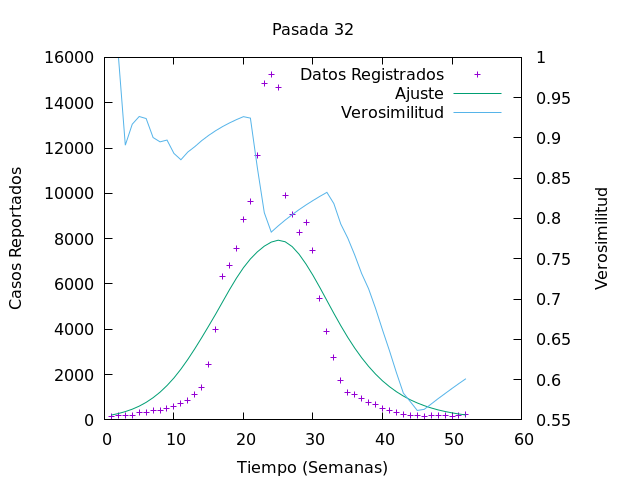 Pasada 32
16000
14000
12000
10000
8000
6000
4000
2000
0
Casos Reportados
Datos Registrados
Ajuste
Verosimilitud
1
0.95
0.9
0.85
0.8
0.75
0.7
0.65
0.6
0.55
Verosimilitud
0 10 20 30 40 50 60
Tiempo (Semanas)